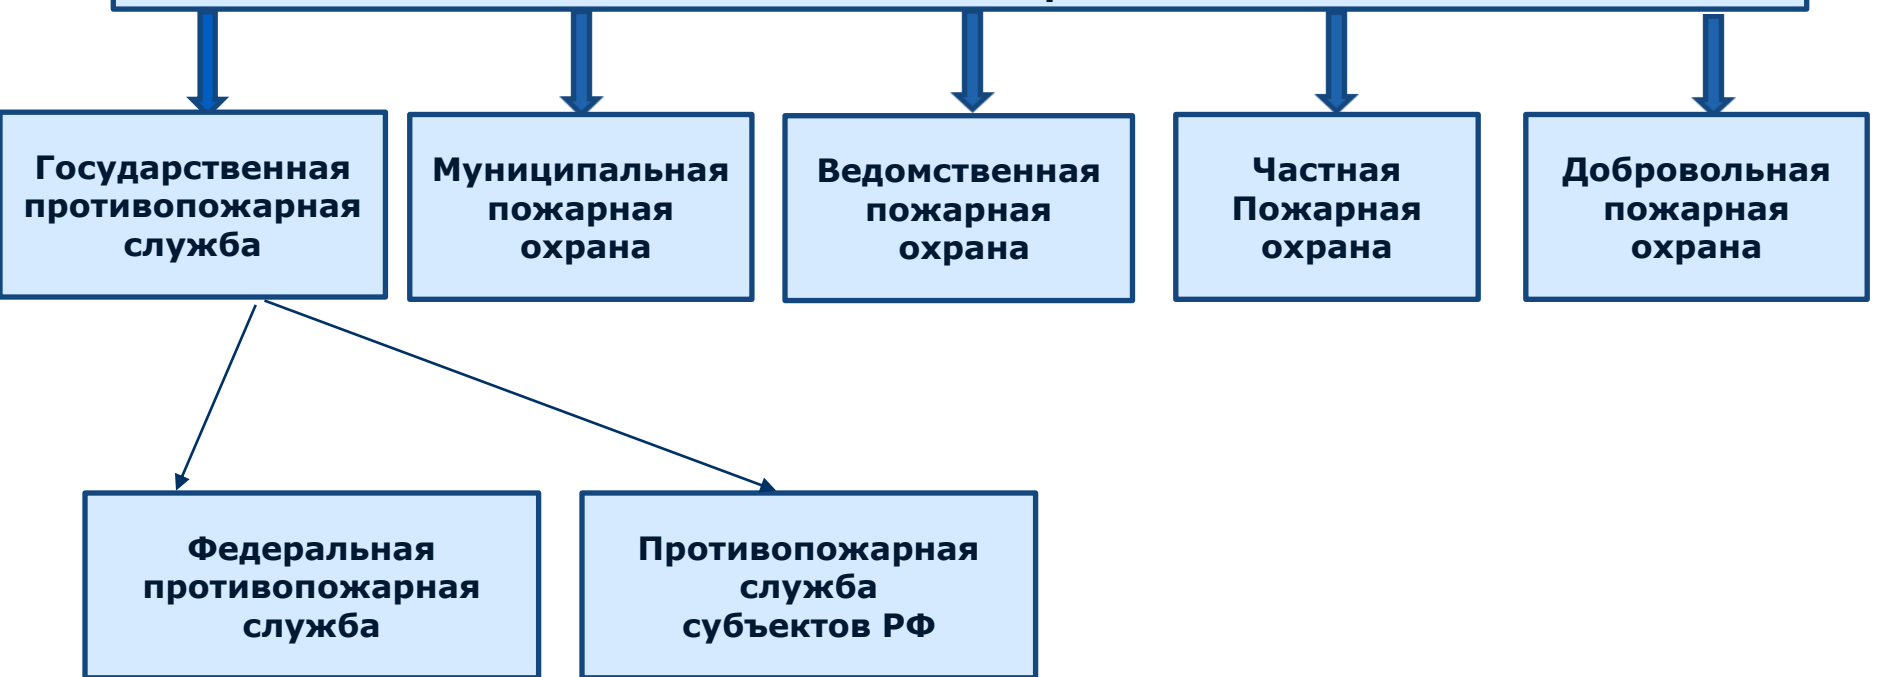 Государственная
противопожарная
служба
Муниципальная
пожарная
охрана
Ведомственная
пожарная
охрана
Частная
Пожарная
охрана
Добровольная
пожарная
охрана
Федеральная
противопожарная
служба
Противопожарная
служба
субъектов РФ